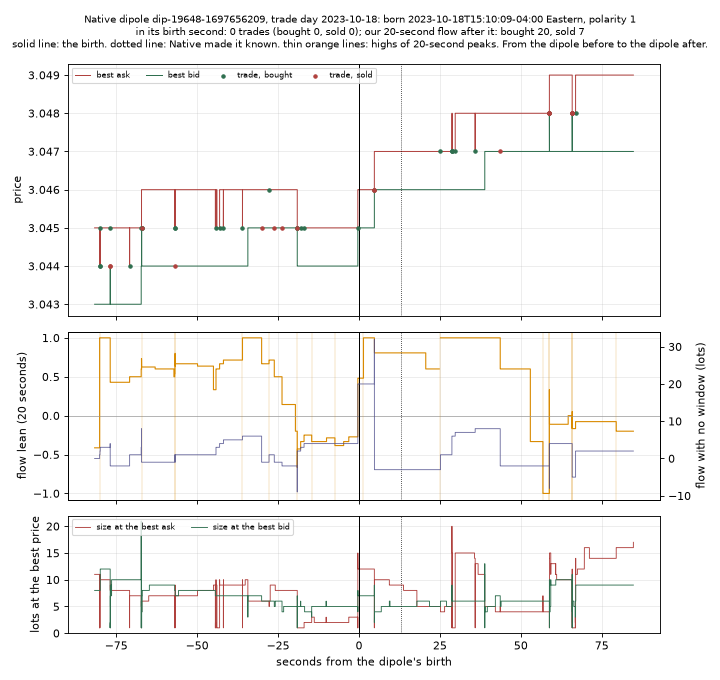 Native dipole dip-19648-1697656209, trade day 2023-10-18: born 2023-10-18T15:10:09-04:00 Eastern, polarity 1
in its birth second: 0 trades (bought 0, sold 0); our 20-second flow after it: bought 20, sold 7
solid line: the birth. dotted line: Native made it known. thin orange lines: highs of 20-second peaks. From the dipole before to the dipole after.
best ask
best bid
trade, bought
trade, sold
3.049
3.048
3.047
3.046
3.045
3.044
3.043
price
1.0
0.5
0.0
−0.5
−1.0
flow lean (20 seconds)
30
20
10
0
−10
flow with no window (lots)
size at the best ask
size at the best bid
20
15
10
5
0
lots at the best price
−75
−50
−25
0
25
50
75
seconds from the dipole's birth